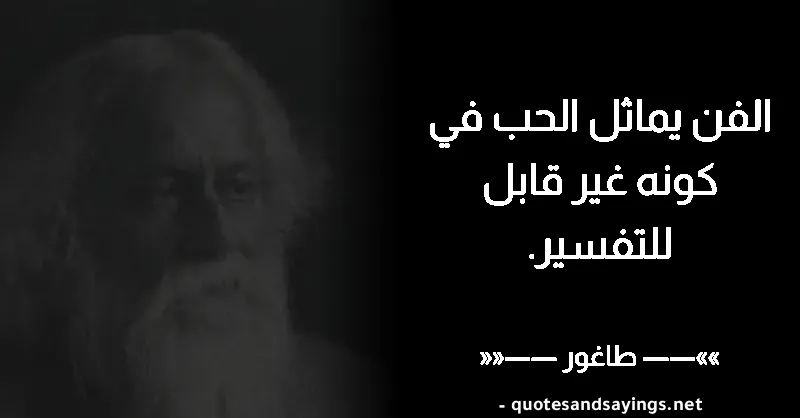 الفن يماثل الحب في
كونه غير قابل
للتفسير.
»»—— طاغور ——««
- quotesandsayings.net